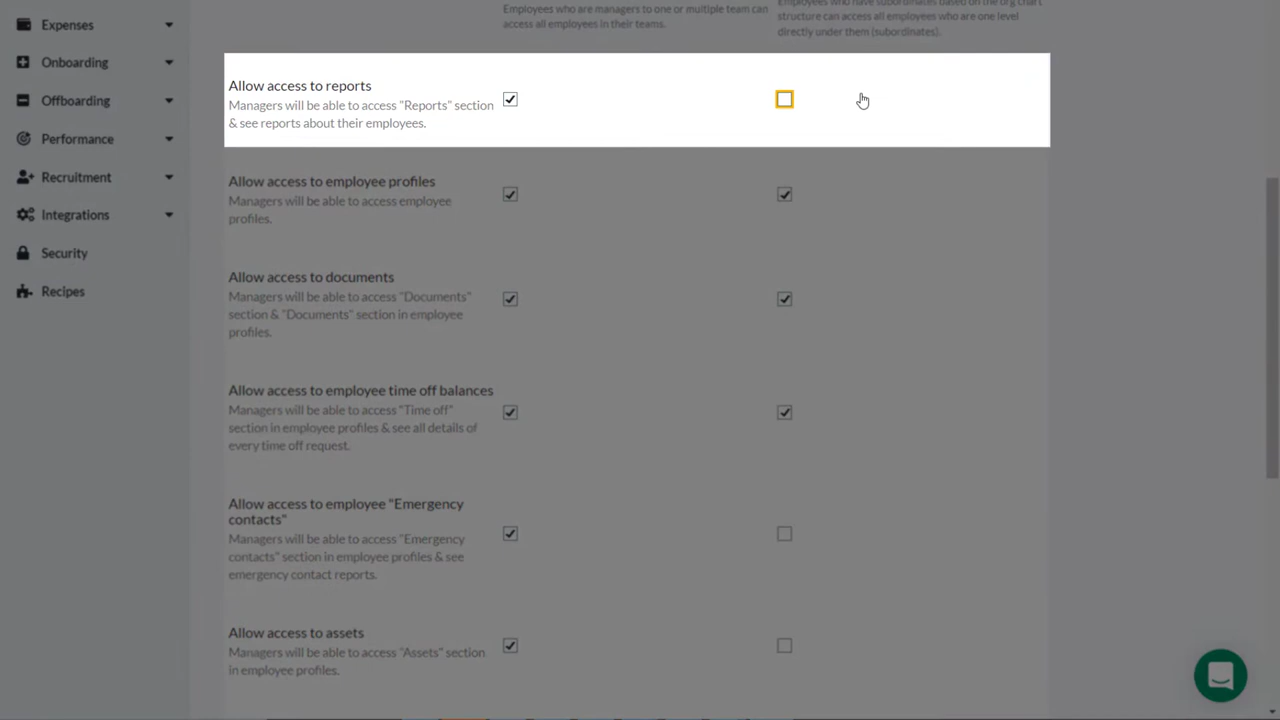 Expenses
Onboarding
Offboarding
Performance
Recruitment
Integrations
Security
Recipes
Employees who are managers to one or multiple team can
access all employees in their teams.
Employees who have subordinates based on the org chart
structure can access all employees who are one level
directly under them (subordinates).
Allow access to reports
Managers will be able to access "Reports" section
& see reports about their employees.
Allow access to employee profiles
Managers will be able to access employee
profiles.
Allow access to documents
Managers will be able to access "Documents"
section & "Documents" section in employee
profiles.
Allow access to employee time off balances
Managers will be able to access "Time off"
section in employee profiles & see all details of
every time off request.
Allow access to employee "Emergency
contacts"
Managers will be able to access "Emergency
contacts" section in employee profiles & see
emergency contact reports.
Allow access to assets
Managers will be able to access "Assets" section
in employee profiles.